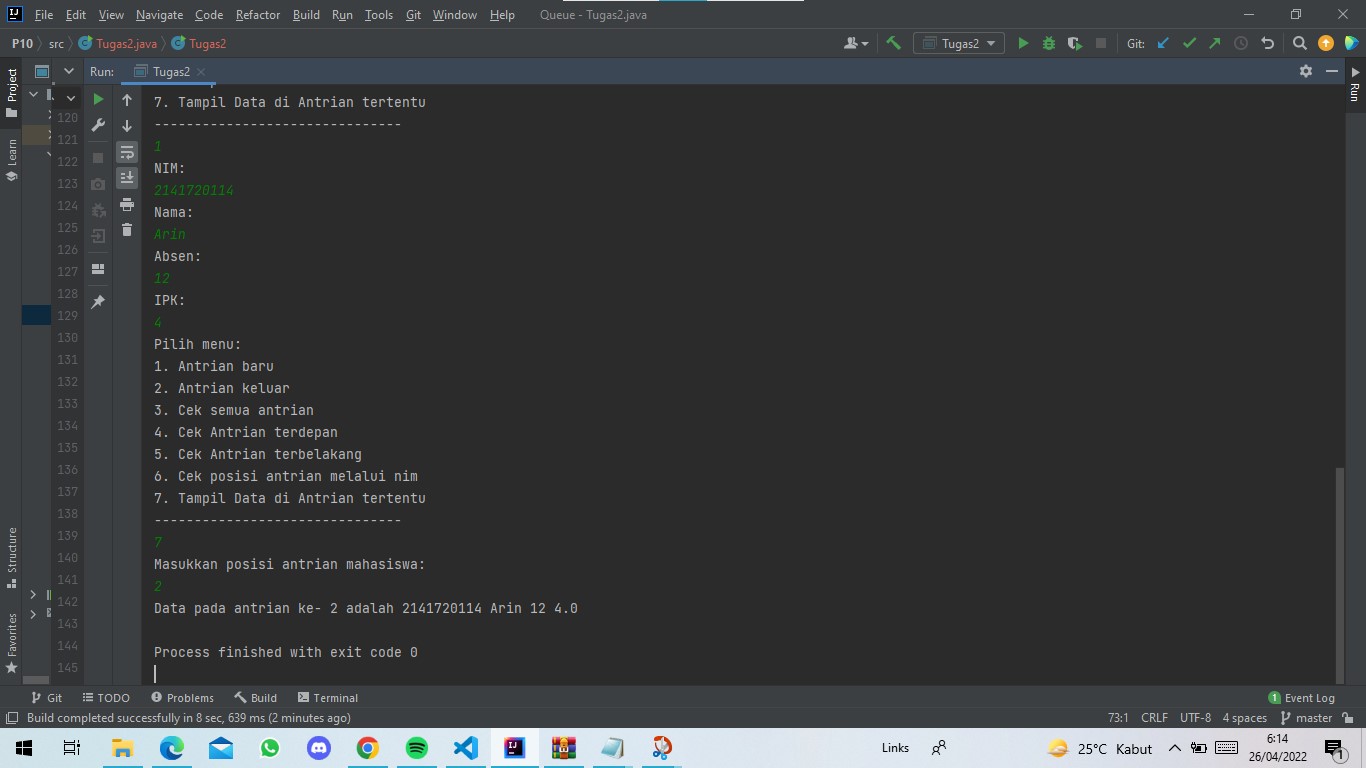 File Edit View Navigate Code Refactor Build Run Tools Git Window Help Queue - Tugas2.java
P10 src Tugas2.java Tugas2 Tugas2 Git:
Project
Learn
Structure
Favorites
Run
Run: Tugas2
120
121
122
123
124
125
126
127
128
129
130
131
132
133
134
135
136
137
138
139
140
141
142
143
144
145
7. Tampil Data di Antrian tertentu
-------------------------------
1
NIM:
2141720114
Nama:
Arin
Absen:
12
IPK:
4
Pilih menu:
1. Antrian baru
2. Antrian keluar
3. Cek semua antrian
4. Cek Antrian terdepan
5. Cek Antrian terbelakang
6. Cek posisi antrian melalui nim
7. Tampil Data di Antrian tertentu
-------------------------------
7
Masukkan posisi antrian mahasiswa:
2
Data pada antrian ke- 2 adalah 2141720114 Arin 12 4.0
Process finished with exit code 0
Git TODO Problems Build Terminal 1 Event Log
Build completed successfully in 8 sec, 639 ms (2 minutes ago) 73:1 CRLF UTF-8 4 spaces master
Links 25°C Kabut 6:14
26/04/2022 1